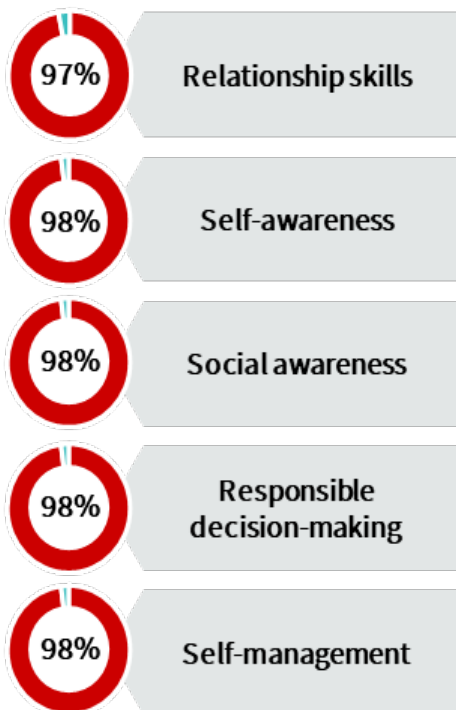 97%
Relationship skills
98%
Self-awareness
98%
Social awareness
98%
Responsible
decision-making
98%
Self-management